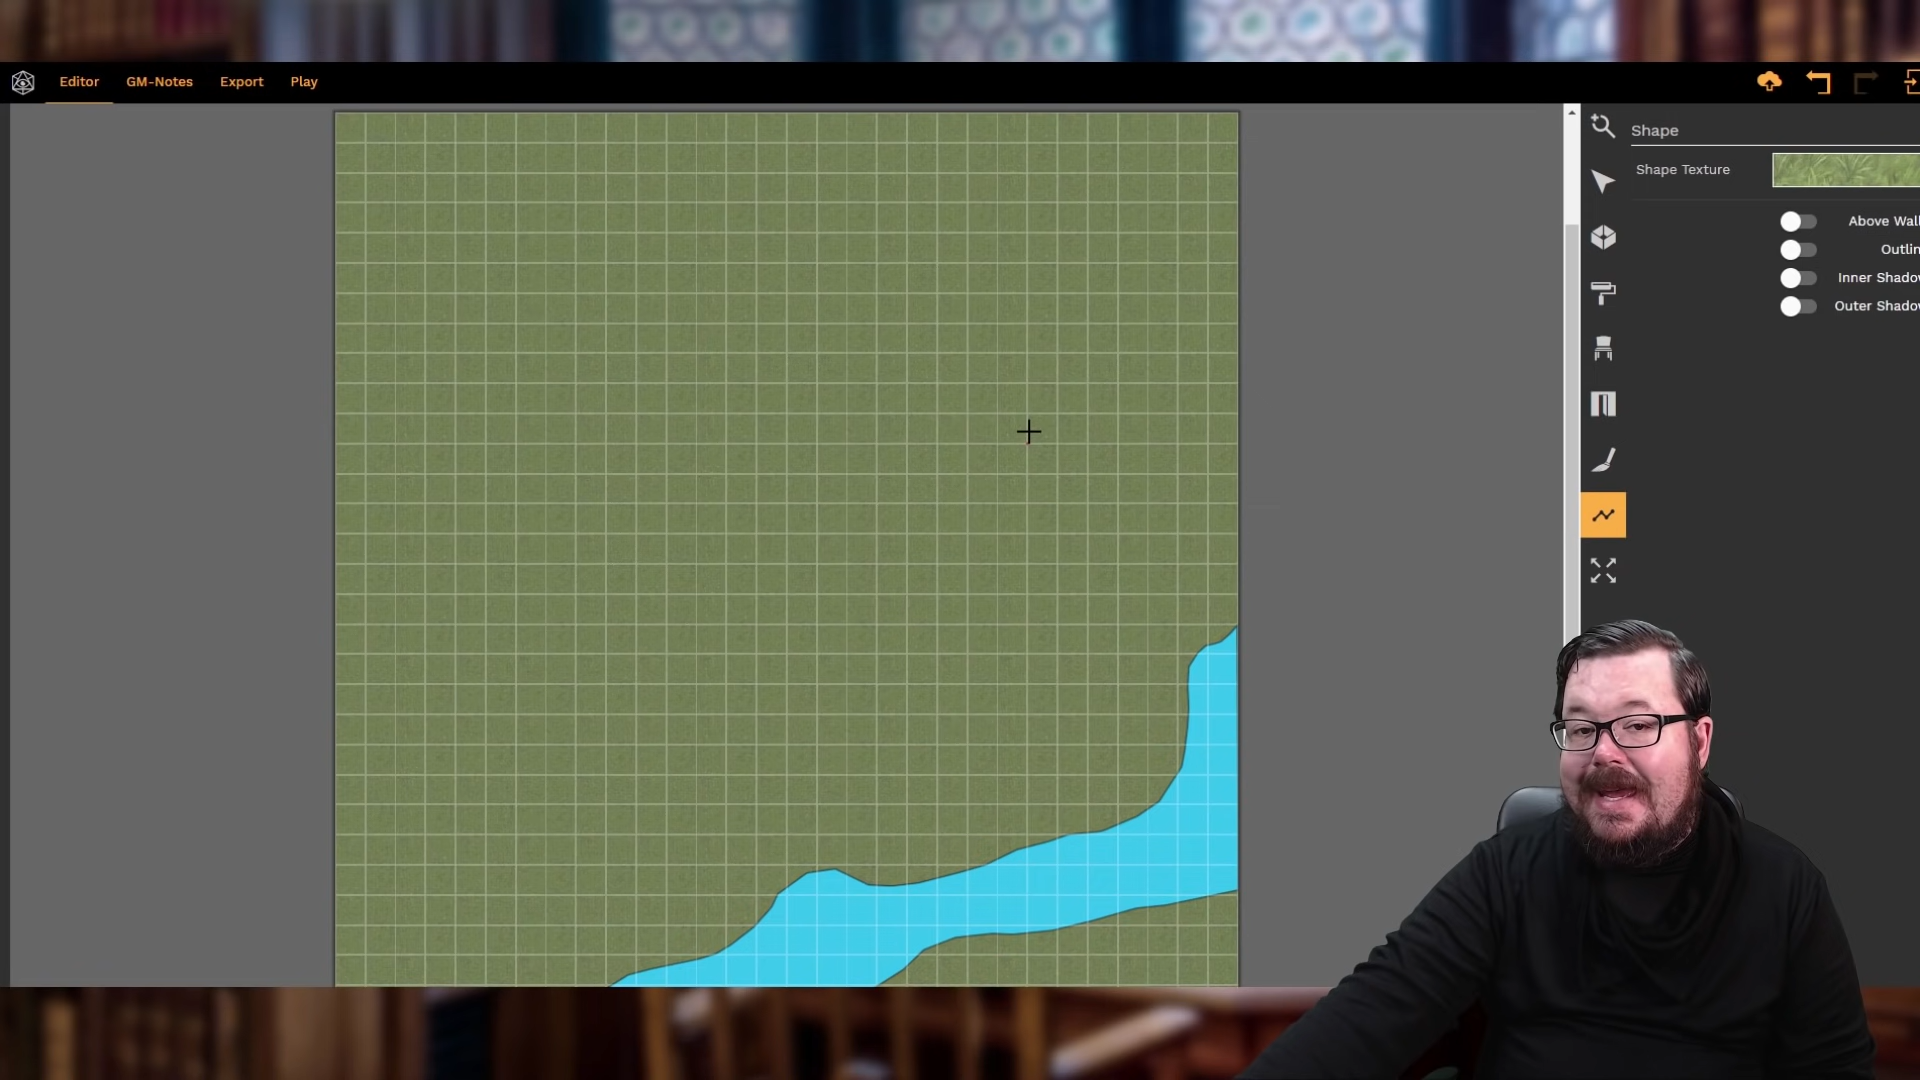 Editor GM-Notes Export Play
Shape
Shape Texture
Above Wall
Outlin
Inner Shado
Outer Shado